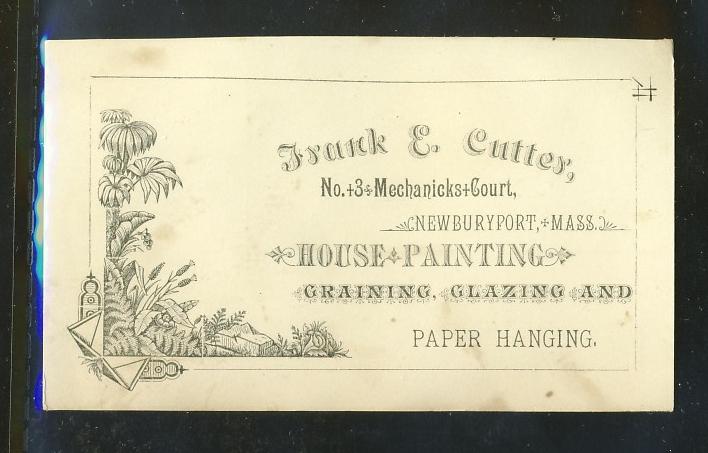 Frank E. Cutter,
No. 3 Mechanicks Court,
NEWBURYPORT, MASS.
HOUSE PAINTING
GRAINING, GLAZING AND
PAPER HANGING.